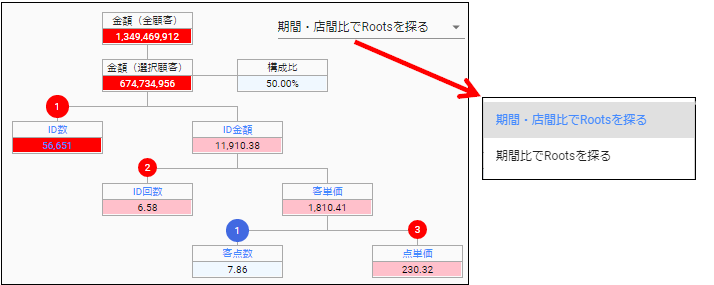 金額（全顧客）
1,349,469,912
期間・店間比でRootsを探る
金額（選択顧客）
674,734,956
構成比
50.00%
1
ID数
56,651
ID金額
11,910.38
2
ID回数
6.58
客単価
1,810.41
1
客点数
7.86
3
点単価
230.32
期間・店間比でRootsを探る
期間比でRootsを探る